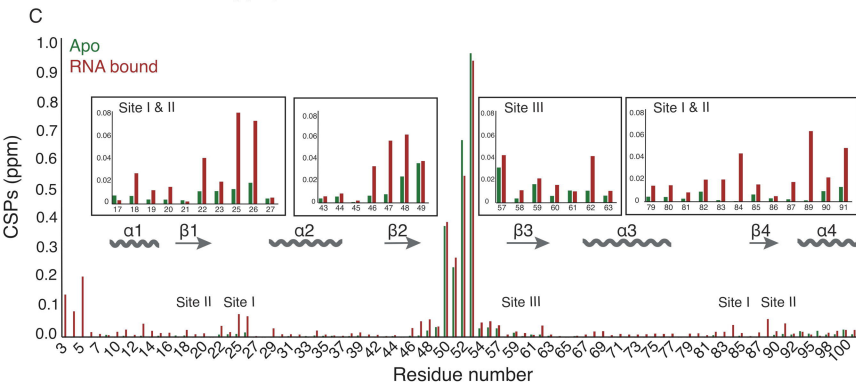 C
Apo
RNA bound
CSPs (ppm)
1.0
0.9
0.8
0.7
0.6
0.5
0.4
0.3
0.2
0.1
0.0
Site I & II
0.08
0.06
0.04
0.02
0
17 18 19 20 21 22 23 25 26 27
0.08
0.06
0.04
0.02
0
43 44 45 46 47 48 49
Site III
0.08
0.06
0.04
0.02
0
57 58 59 60 61 62 63
Site I & II
0.08
0.06
0.04
0.02
0
79 80 81 82 83 84 85 86 87 89 90 91
α1 β1 α2 β2 β3 α3 β4 α4
Site II Site I Site III Site I Site II
3 5 7 10 12 14 16 18 20 22 25 27 29 31 33 35 37 39 42 44 46 48 50 52 54 57 59 61 63 65 67 69 71 73 75 77 79 81 83 85 87 90 92 95 98 100
Residue number